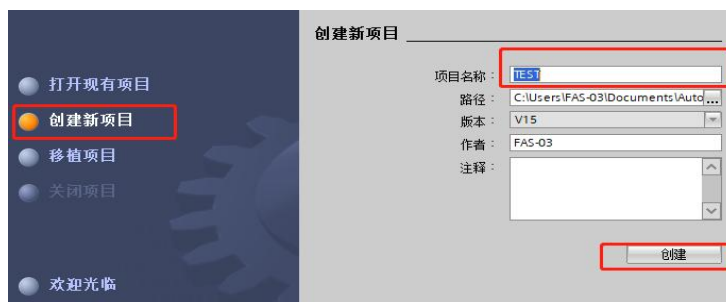 创建新项目
打开现有项目
创建新项目
移植项目
关闭项目
欢迎光临
项目名称： TEST
路径： C:\Users\FAS-03\Documents\Auto ...
版本： V15
作者： FAS-03
注释：
创建